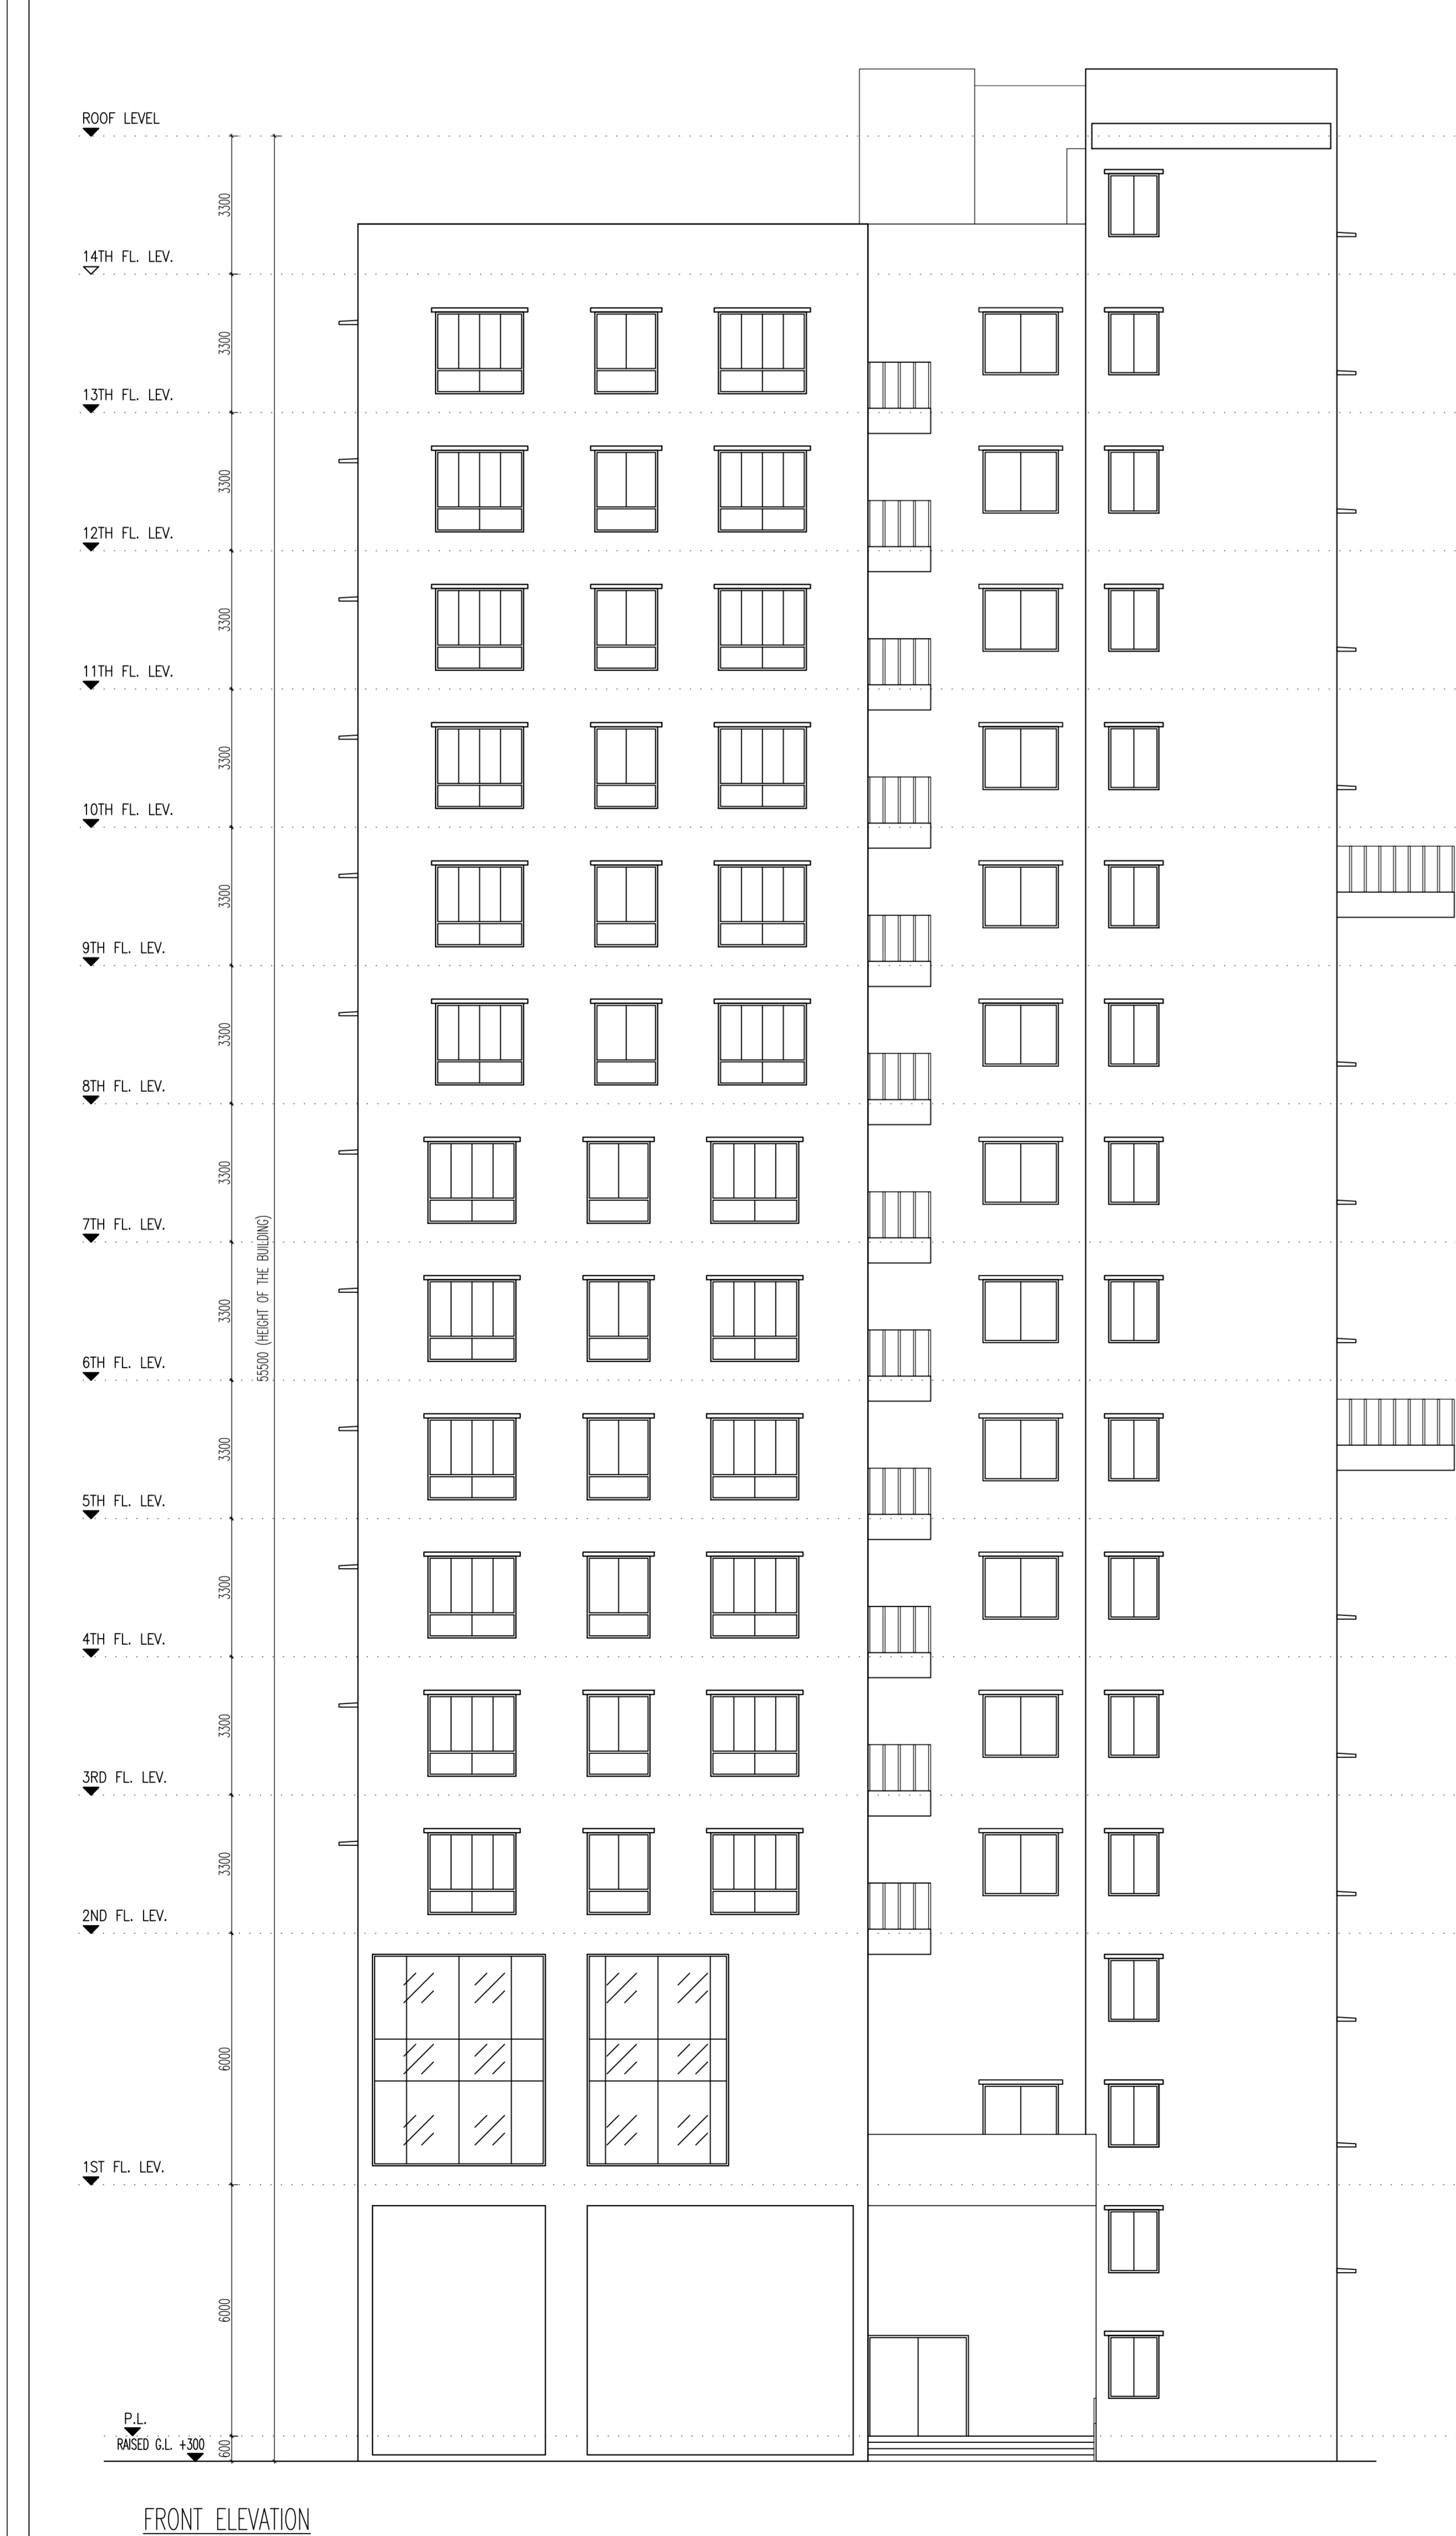 ROOF LEVEL
3300
14TH FL. LEV.
3300
13TH FL. LEV.
3300
12TH FL. LEV.
3300
11TH FL. LEV.
3300
10TH FL. LEV.
3300
9TH FL. LEV.
3300
8TH FL. LEV.
3300
7TH FL. LEV.
55500 (HEIGHT OF THE BUILDING)
3300
6TH FL. LEV.
3300
5TH FL. LEV.
3300
4TH FL. LEV.
3300
3RD FL. LEV.
3300
2ND FL. LEV.
6000
1ST FL. LEV.
6000
P.L.
RAISED G.L. +300
600
FRONT ELEVATION